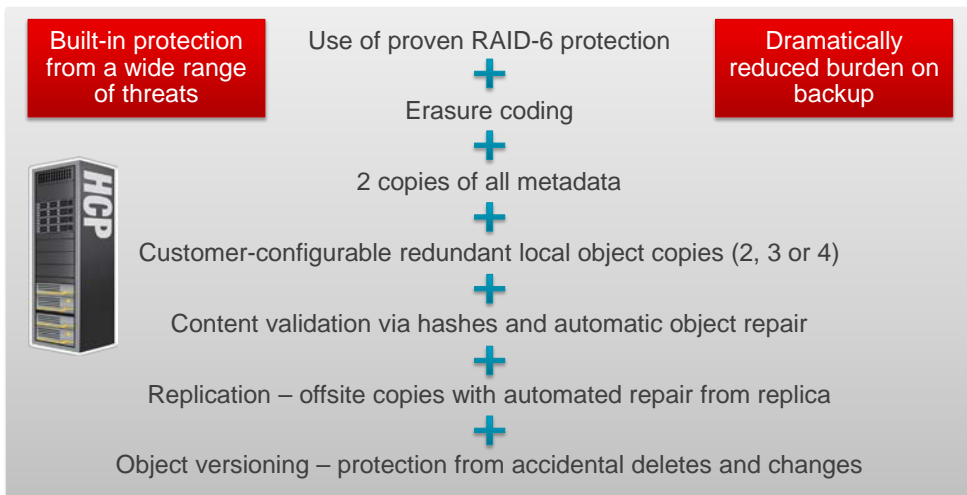 Built-in protection
from a wide range
of threats
Use of proven RAID-6 protection
Dramatically
reduced burden on
backup
+
Erasure coding
+
2 copies of all metadata
+
HCP
Customer-configurable redundant local object copies (2, 3 or 4)
+
Content validation via hashes and automatic object repair
+
Replication – offsite copies with automated repair from replica
+
Object versioning – protection from accidental deletes and changes